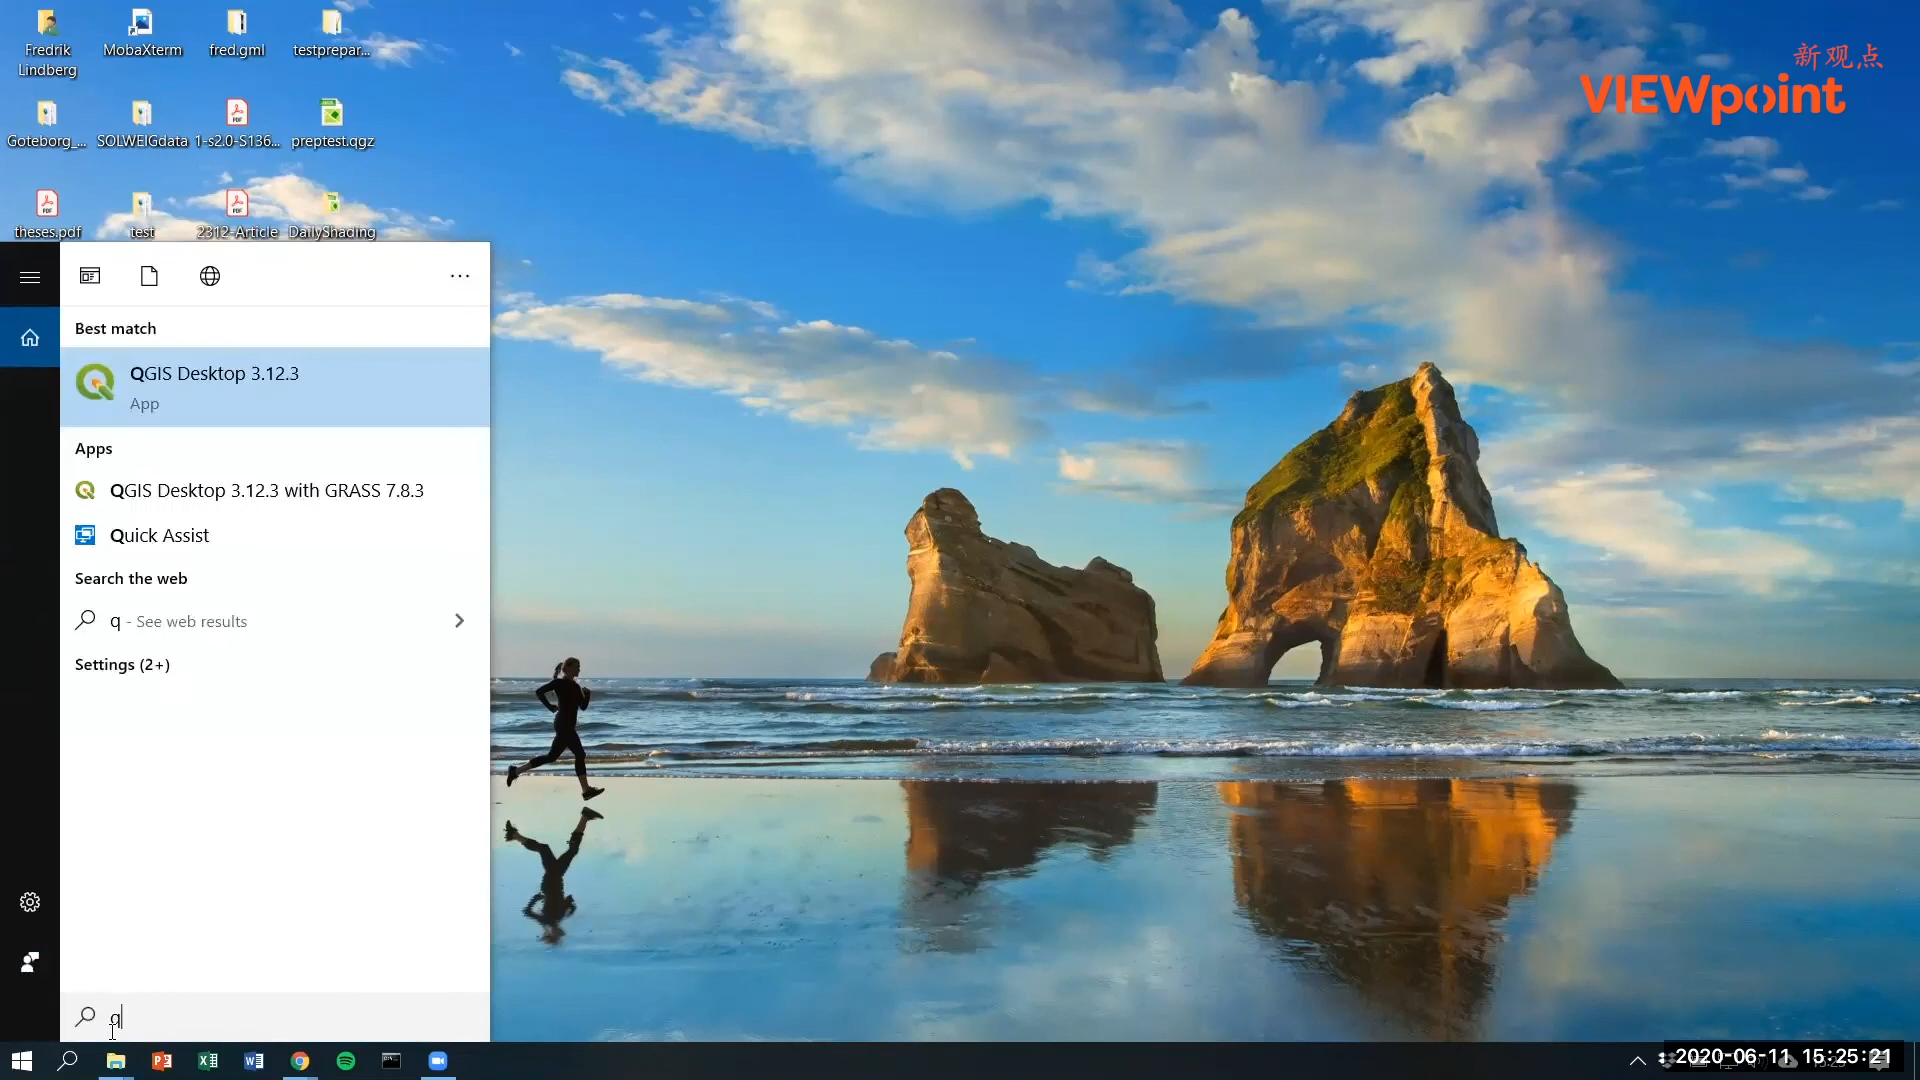 Fredrik
Lindberg
MobaXterm
fred.gml
testprepar...
新观点
VIEWpoint
Goteborg_...
SOLWEIGdata
1-s2.0-S136...
preptest.qgz
theses.pdf
test
2312-Article
DailyShading
Best match
QGIS Desktop 3.12.3
App
Apps
QGIS Desktop 3.12.3 with GRASS 7.8.3
Quick Assist
Search the web
q - See web results
Settings (2+)
q
2020-06-11 15:25:21